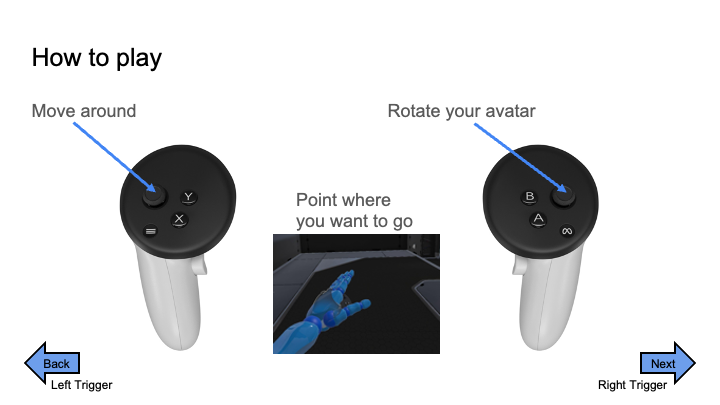 How to play
Move around
Rotate your avatar
Y
X
B
A
Point where
you want to go
Back
Left Trigger
Next
Right Trigger